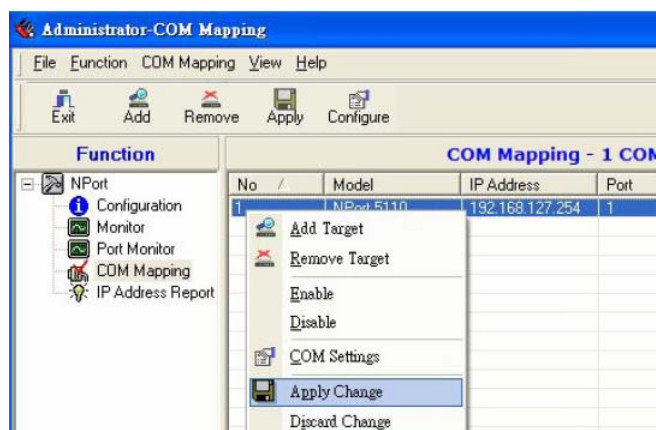 Administrator-COM Mapping
File Function COM Mapping View Help
Exit Add Remove Apply Configure
Function
COM Mapping - 1 COM
NPort
Configuration
Monitor
Port Monitor
COM Mapping
IP Address Report
No Model IP Address Port
1 NPort 5110 192.168.127.254 1
Add Target
Remove Target
Enable
Disable
COM Settings
Apply Change
Discard Change